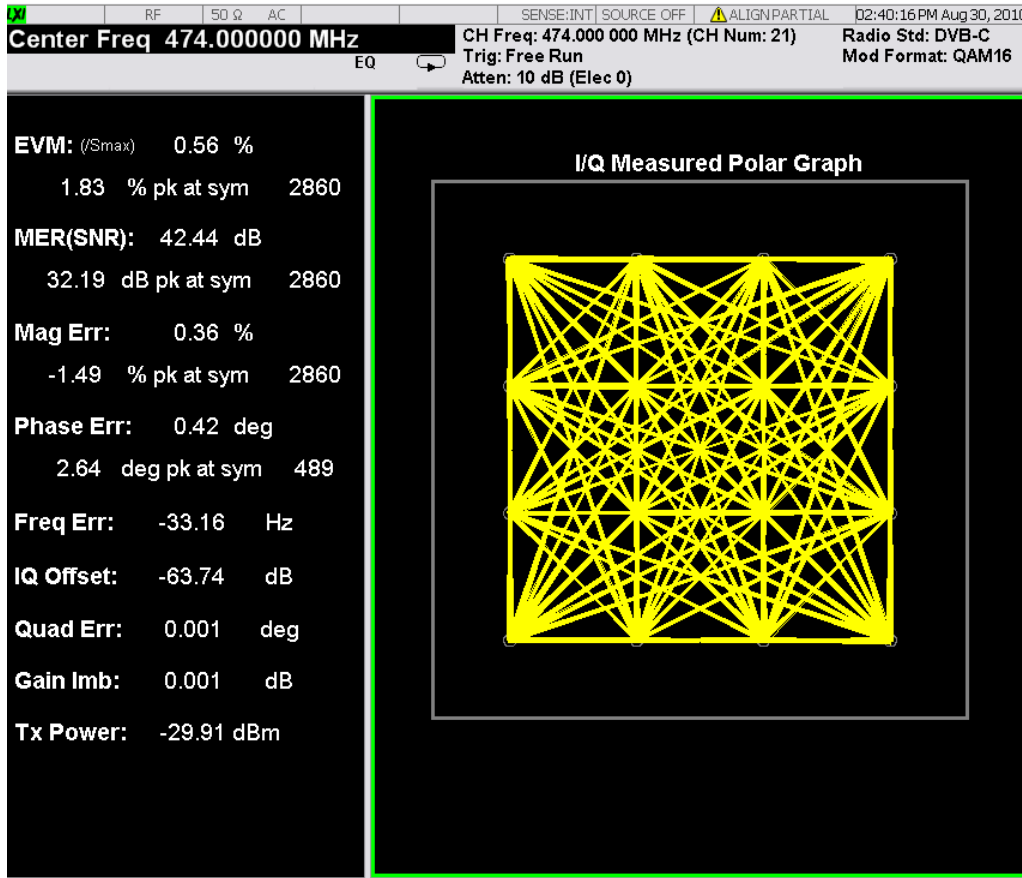 LXI RF 50 Ω AC SENSE:INT SOURCE OFF ALIGN PARTIAL 02:40:16 PM Aug 30, 2010
Center Freq 474.000000 MHz
CH Freq: 474.000 000 MHz (CH Num: 21)
Radio Std: DVB-C
EQ
Trig: Free Run
Mod Format: QAM16
Atten: 10 dB (Elec 0)
EVM: (/Smax) 0.56 %
1.83 % pk at sym 2860
MER(SNR): 42.44 dB
32.19 dB pk at sym 2860
Mag Err: 0.36 %
-1.49 % pk at sym 2860
Phase Err: 0.42 deg
2.64 deg pk at sym 489
Freq Err: -33.16 Hz
IQ Offset: -63.74 dB
Quad Err: 0.001 deg
Gain Imb: 0.001 dB
Tx Power: -29.91 dBm
I/Q Measured Polar Graph